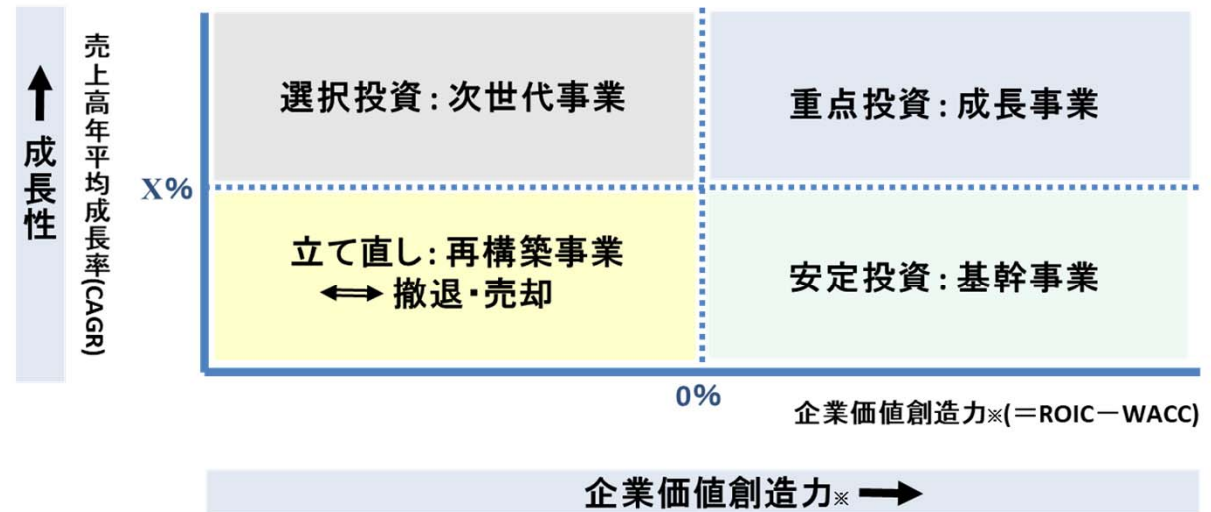 成長性
売上高年平均成長率(CAGR)
選択投資：次世代事業
重点投資：成長事業
X%
立て直し：再構築事業
⇔ 撤退・売却
安定投資：基幹事業
0%
企業価値創造力※(＝ROIC－WACC)
企業価値創造力※